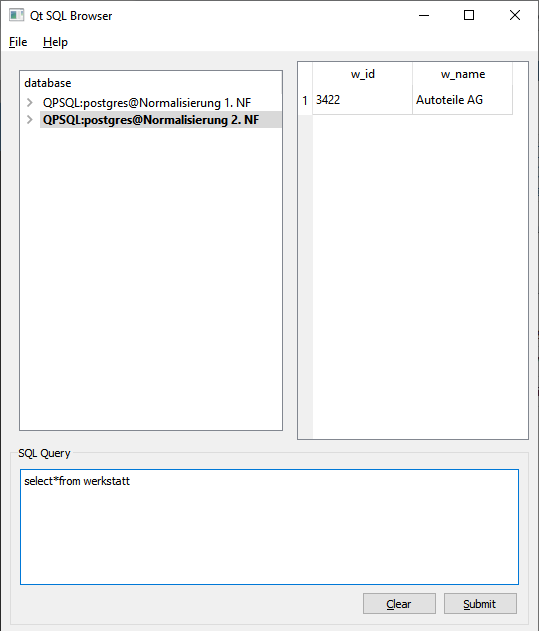 Qt SQL Browser
File Help
database
QPSQL:postgres@Normalisierung 1. NF
QPSQL:postgres@Normalisierung 2. NF
w_id w_name
1 3422 Autoteile AG
SQL Query
select*from werkstatt
Clear Submit